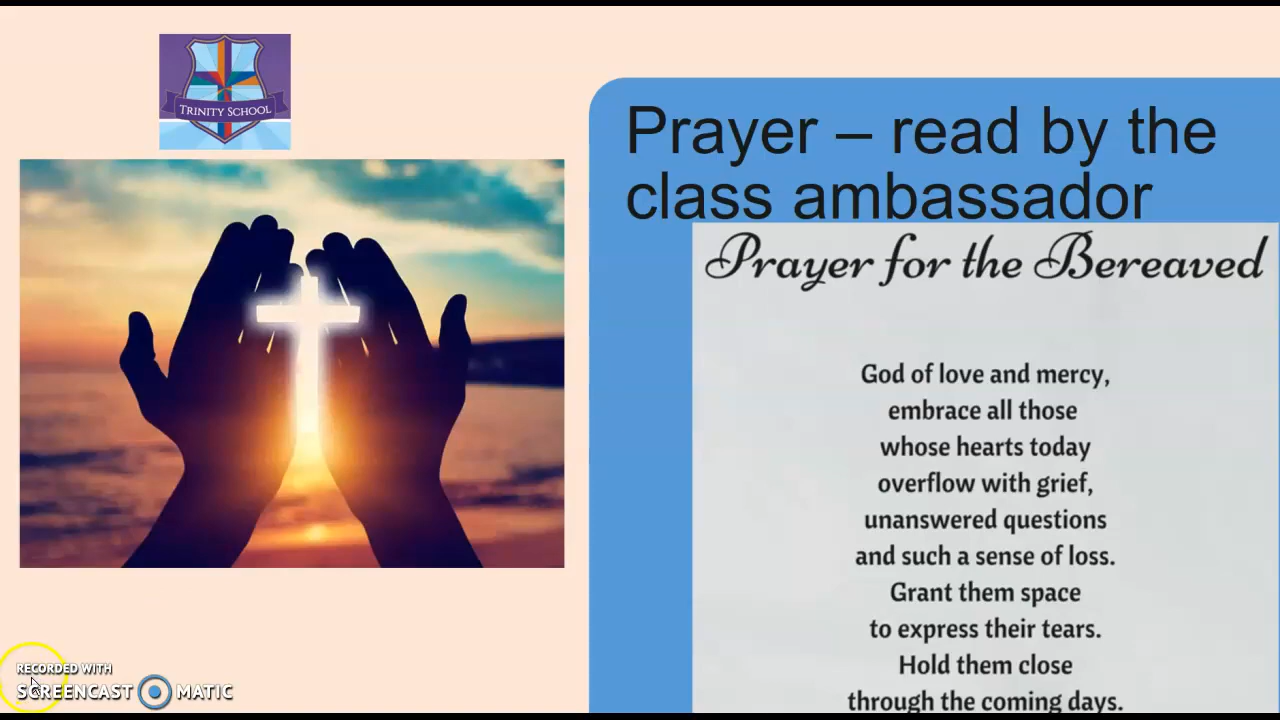 TRINITY SCHOOL
Prayer – read by the
class ambassador
Prayer for the Bereaved
God of love and mercy,
embrace all those
whose hearts today
overflow with grief,
unanswered questions
and such a sense of loss.
Grant them space
to express their tears.
Hold them close
through the coming days.
RECORDED WITH
SCREENCAST MATIC